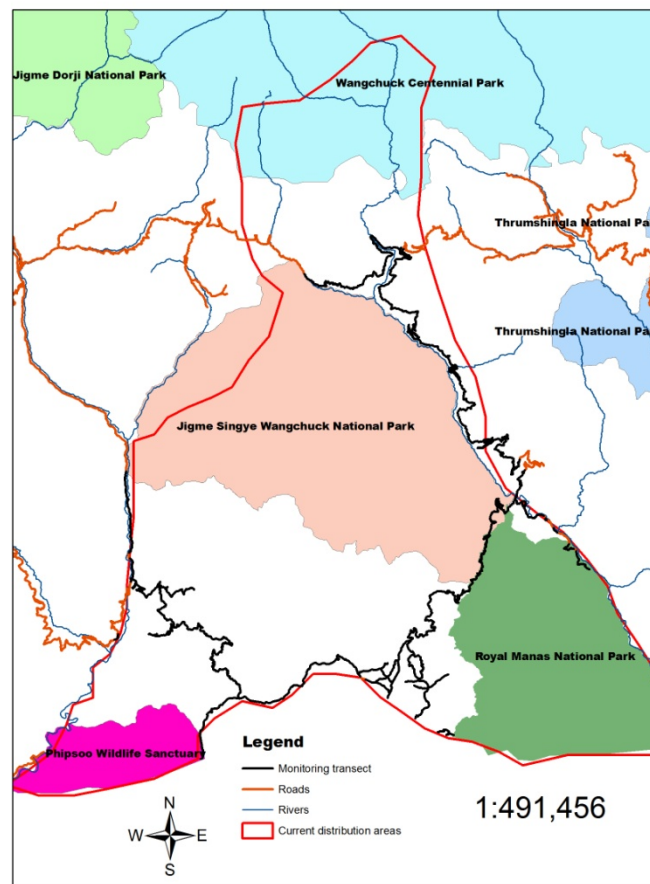 Jigme Dorji National Park
Wangchuck Centennial Park
Thrumshingla National Pa
Thrumshingla National Pa
Jigme Singye Wangchuck National Park
Royal Manas National Park
Phipsoo Wildlife Sanctuary
Legend
Monitoring transect
Roads
Rivers
Current distribution areas
N
W E
S
1:491,456